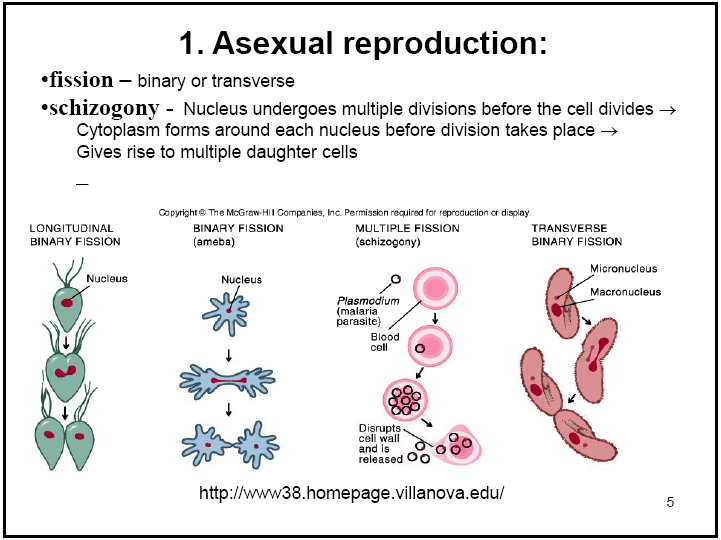 1. Asexual reproduction:
•fission – binary or transverse
•schizogony - Nucleus undergoes multiple divisions before the cell divides →
Cytoplasm forms around each nucleus before division takes place →
Gives rise to multiple daughter cells
–
Copyright © The McGraw-Hill Companies, Inc. Permission required for reproduction or display.
LONGITUDINAL
BINARY FISSION
Nucleus
BINARY FISSION
(ameba)
Nucleus
MULTIPLE FISSION
(schizogony)
Plasmodium
(malaria
parasite)
Blood
cell
Disrupts
cell wall
and is
released
TRANSVERSE
BINARY FISSION
Micronucleus
Macronucleus
http://www38.homepage.villanova.edu/
5